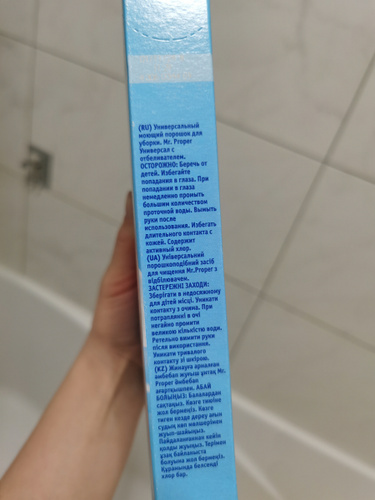 (RU) Универсальный
моющий порошок для
уборки. Mr. Proper
Универсал с
отбеливателем.
ОСТОРОЖНО: Беречь от
детей. Избегайте
попадания в глаза. При
попадании в глаза
немедленно промыть
большим количеством
проточной воды. Вымыть
руки после
использования. Избегать
длительного контакта с
кожей. Содержит
активный хлор.
(UA) Універсальний
порошкоподібний засіб
для чищення Mr.Proper з
відбілювачем.
ЗАСТЕРЕЖНІ ЗАХОДИ:
Зберігати в недосяжному
для дітей місці. Уникати
контакту з очима. При
потраплянні в очі
негайно промити
великою кількістю води.
Ретельно вимити руки
після використання.
Уникати тривалого
контакту зі шкірою.
(KZ) Жинауға арналған
әмбебап жуғыш ұнтақ Mr.
Proper Әмбебап
ағартқышпен. АБАЙ
БОЛЫҢЫЗ: Балалардан
сақтаңыз. Көзге тиюіне
жол бермеңіз. Көзге
тиген кезде дереу ағын
судың көп мөлшерімен
жуып-шайыңыз.
Пайдаланғаннан кейін
қолды жуыңыз. Терімен
ұзақ байланыста
болуына жол бермеңіз.
Құрамында белсенді
хлор бар.